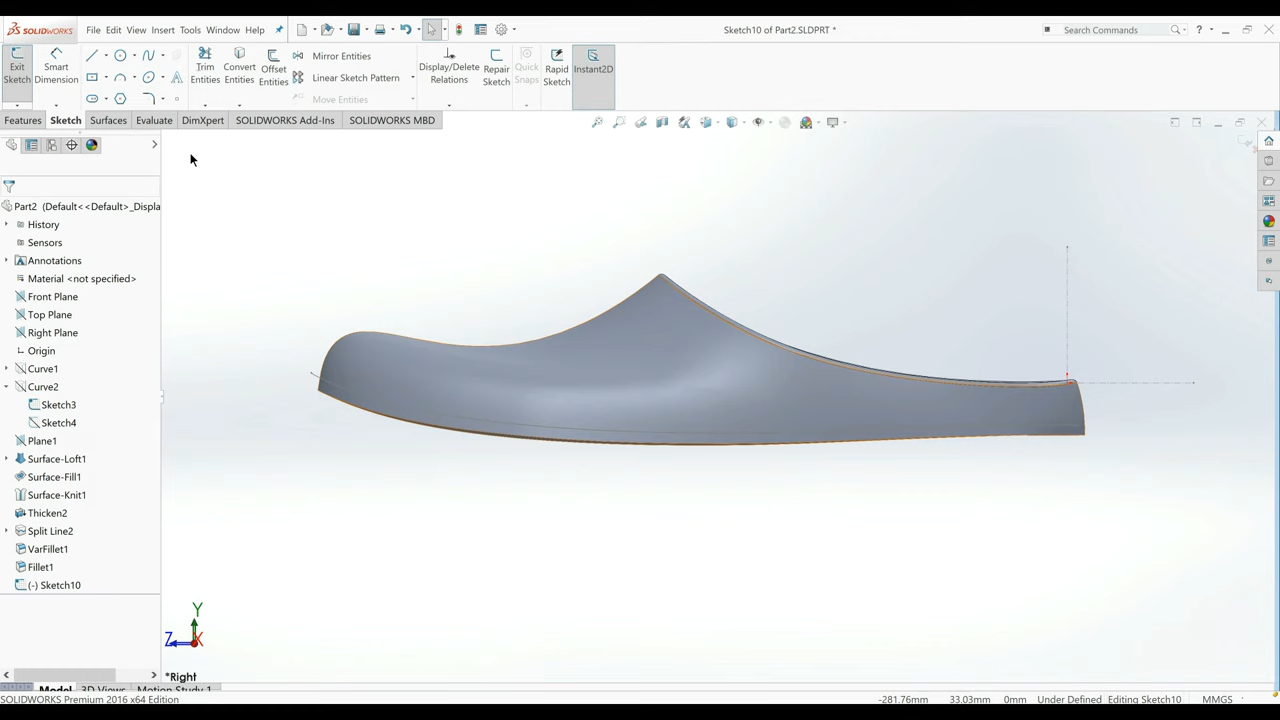 SOLIDWORKS File Edit View Insert Tools Window Help Sketch10 of Part2.SLDPRT * Search Commands ?
Exit Sketch
Smart Dimension
Trim Entities
Convert Entities
Offset Entities
Mirror Entities
Linear Sketch Pattern
Move Entities
Display/Delete Relations
Repair Sketch
Quick Snaps
Rapid Sketch
Instant2D
Features Sketch Surfaces Evaluate DimXpert SOLIDWORKS Add-Ins SOLIDWORKS MBD
Part2 (Default<<Default>_Displa
History
Sensors
Annotations
Material <not specified>
Front Plane
Top Plane
Right Plane
Origin
Curve1
Curve2
Sketch3
Sketch4
Plane1
Surface-Loft1
Surface-Fill1
Surface-Knit1
Thicken2
Split Line2
VarFillet1
Fillet1
(-) Sketch10
Y
Z
X
*Right
Model 3D Views Motion Study 1
SOLIDWORKS Premium 2016 x64 Edition -281.76mm 33.03mm 0mm Under Defined Editing Sketch10 MMGS